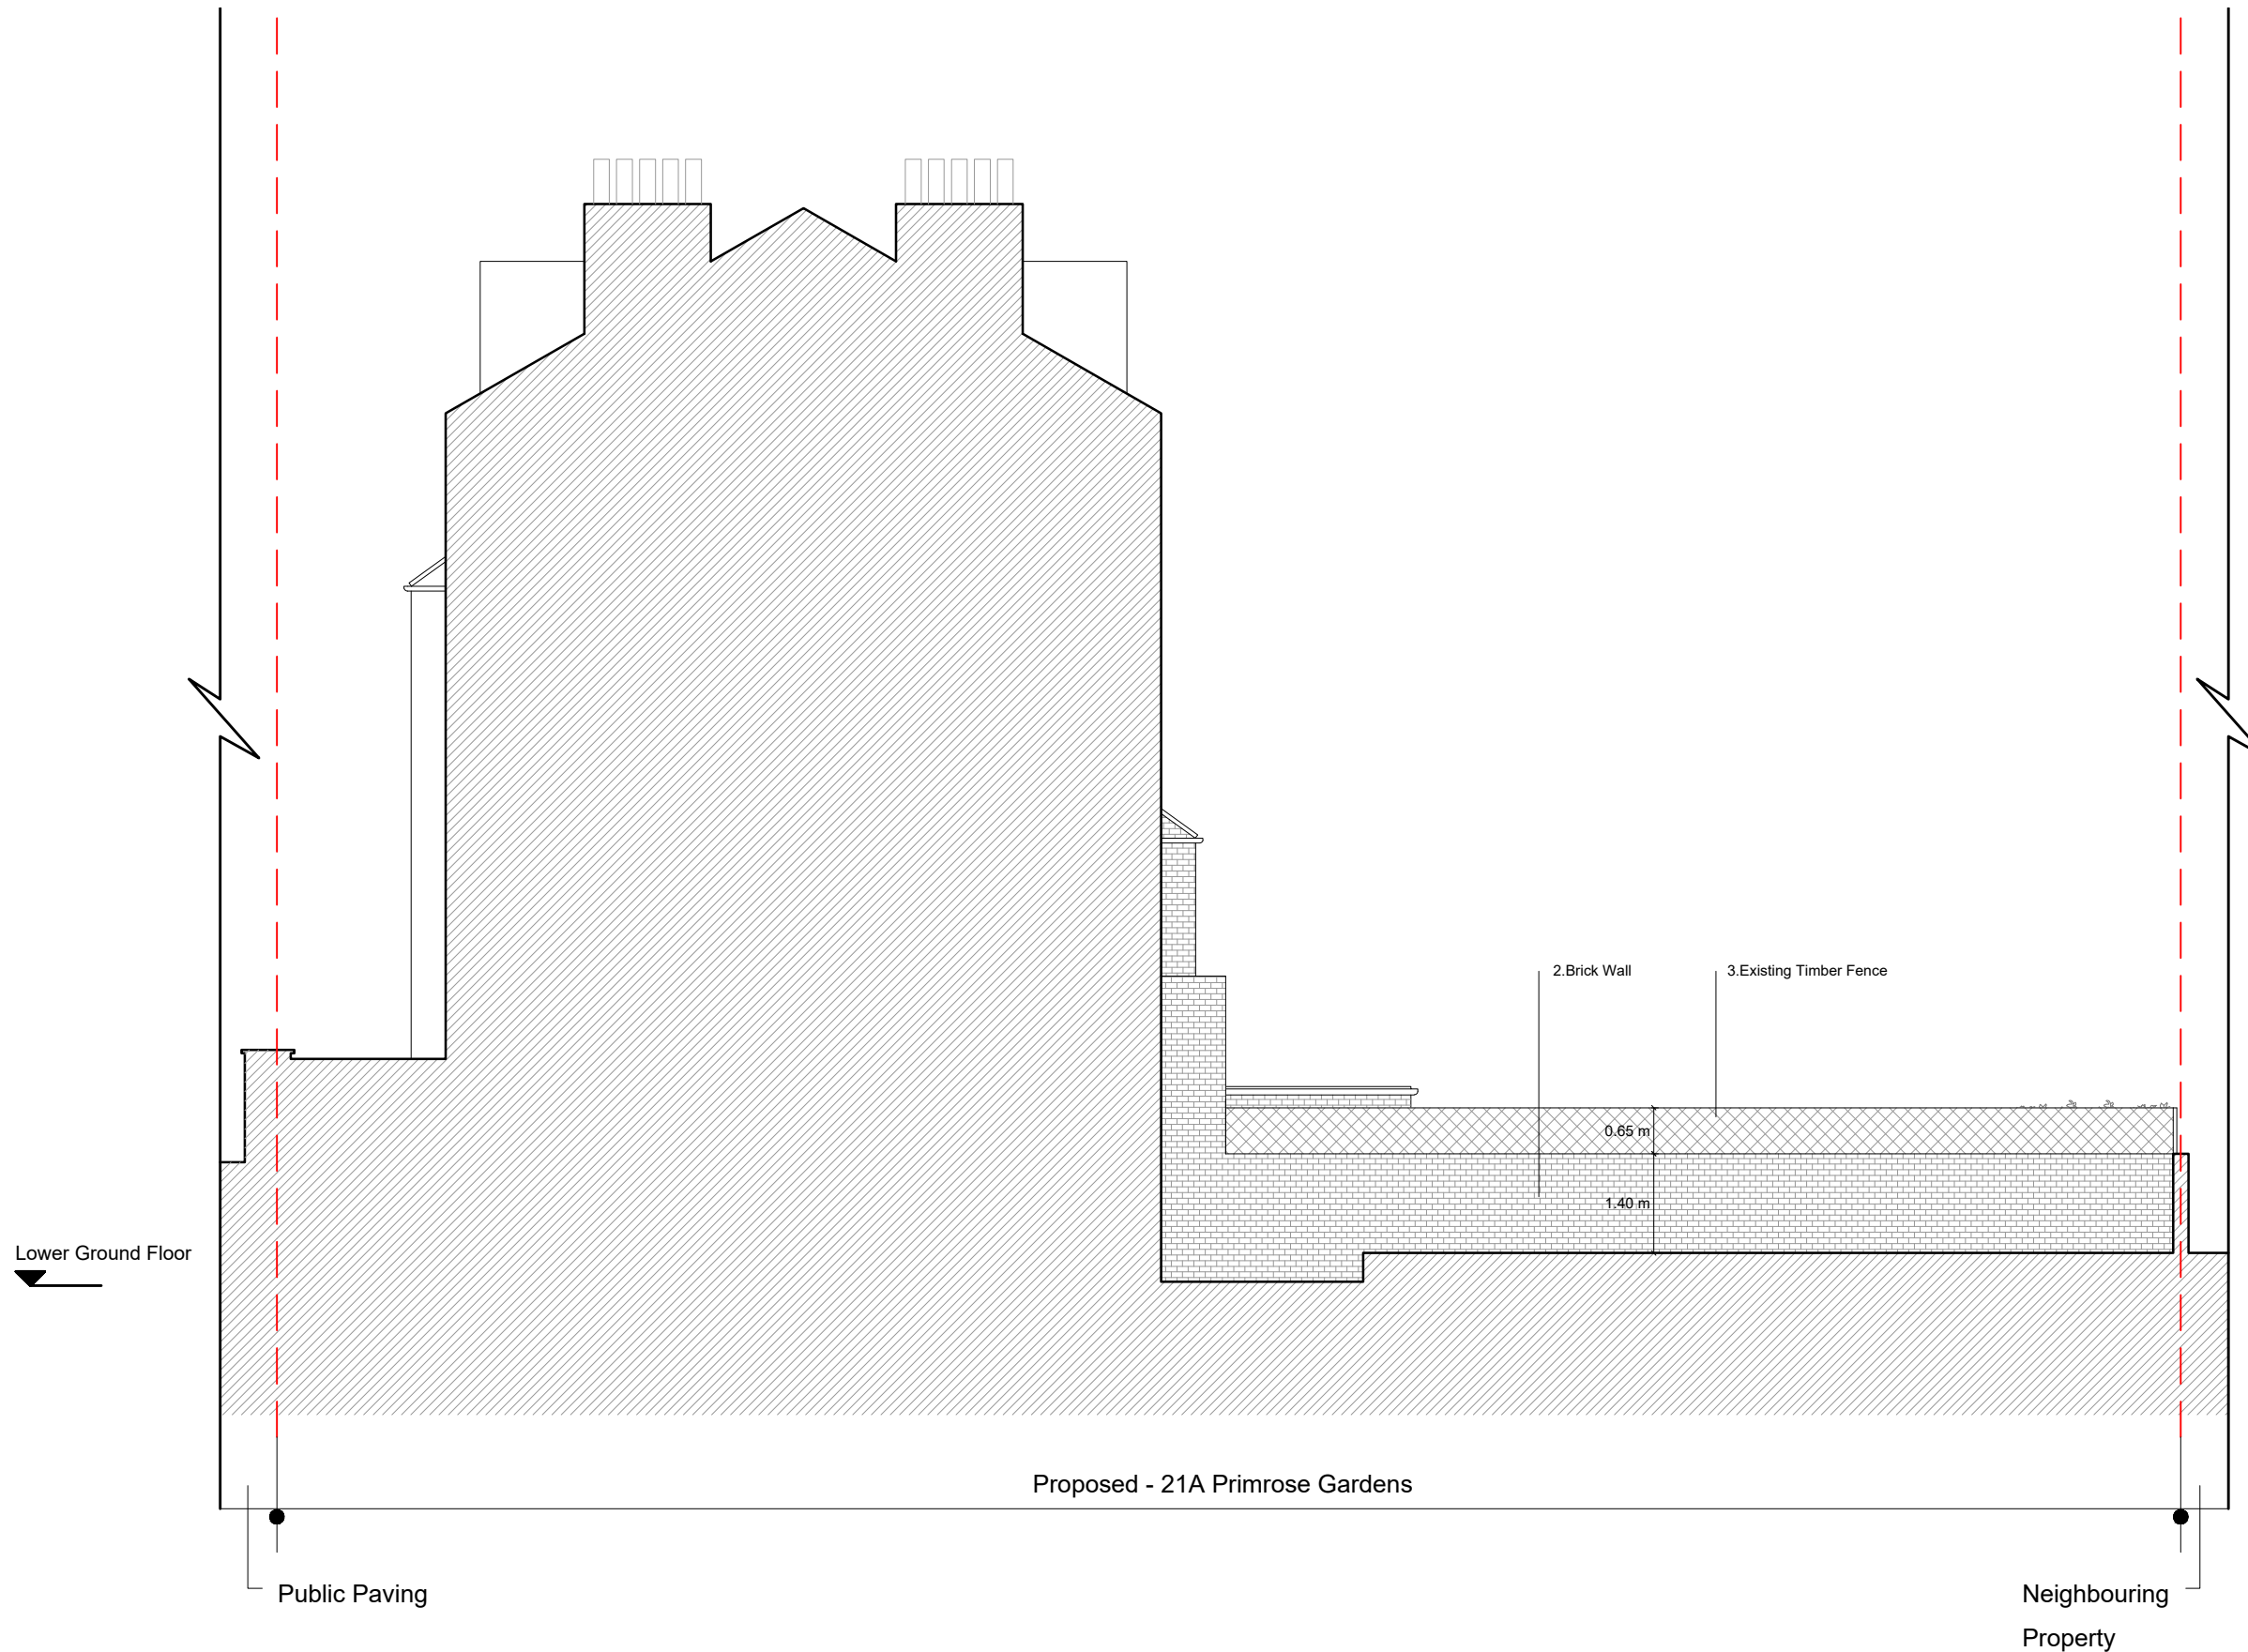 2.Brick Wall
3.Existing Timber Fence
0.65 m
1.40 m
Lower Ground Floor
Proposed - 21A Primrose Gardens
Public Paving
Neighbouring
Property